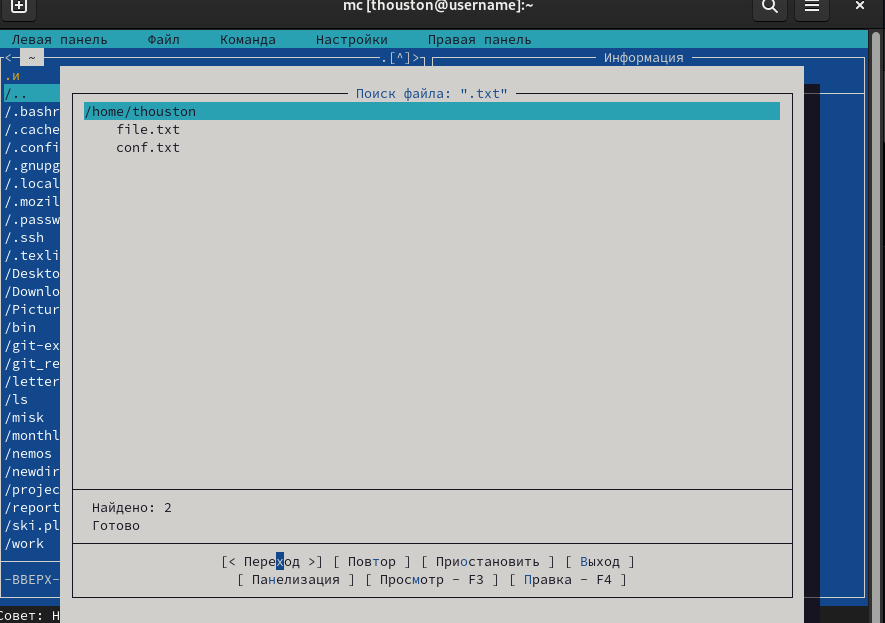 mc [thouston@username]:~
Левая панель Файл Команда Настройки Правая панель
<- ~ .[^]> Информация
.и
/..
Поиск файла: ".txt"
/home/thouston
file.txt
conf.txt
/.bashr
/.cache
/.confi
/.gnupg
/.local
/.mozil
/.passw
/.ssh
/.texli
/Deskto
/Downlo
/Pictur
/bin
/git-ex
/git_re
/letter
/ls
/misk
/monthl
/nemos
/newdir
/projec
/report
/ski.pl
/work
Найдено: 2
Готово
[< Переход >] [ Повтор ] [ Приостановить ] [ Выход ]
[ Панелизация ] [ Просмотр - F3 ] [ Правка - F4 ]
-ВВЕРХ-
Совет: Н